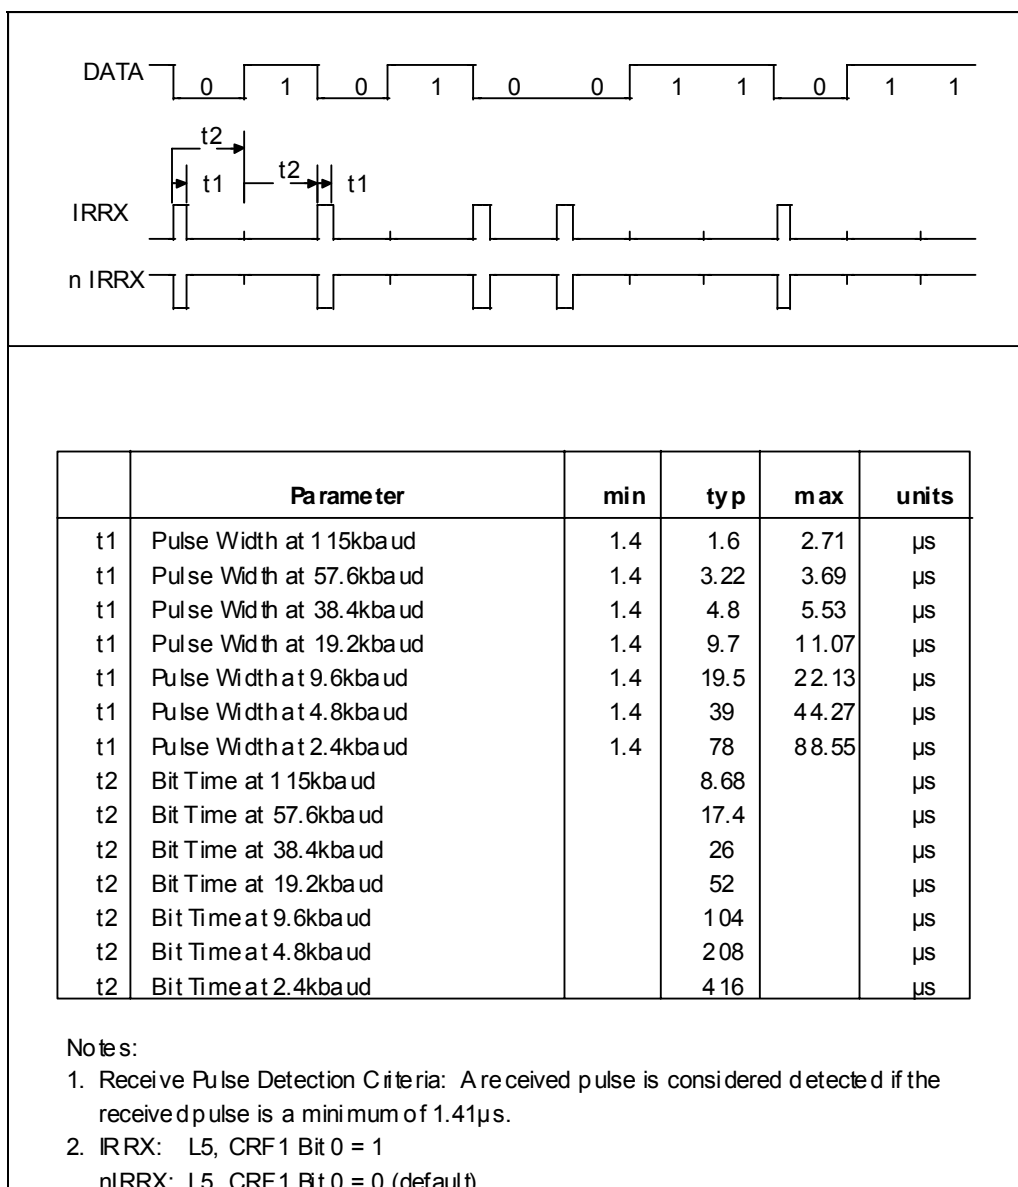 DATA 0 1 0 1 0 0 1 1 0 1 1
t2
t1 t2 t1
IRRX
n IRRX
Parameter min typ max units
t1 Pulse Width at 115kbaud 1.4 1.6 2.71 µs
t1 Pulse Width at 57.6kbaud 1.4 3.22 3.69 µs
t1 Pulse Width at 38.4kbaud 1.4 4.8 5.53 µs
t1 Pulse Width at 19.2kbaud 1.4 9.7 11.07 µs
t1 Pulse Width at 9.6kbaud 1.4 19.5 22.13 µs
t1 Pulse Width at 4.8kbaud 1.4 39 44.27 µs
t1 Pulse Width at 2.4kbaud 1.4 78 88.55 µs
t2 Bit Time at 115kbaud 8.68 µs
t2 Bit Time at 57.6kbaud 17.4 µs
t2 Bit Time at 38.4kbaud 26 µs
t2 Bit Time at 19.2kbaud 52 µs
t2 Bit Time at 9.6kbaud 104 µs
t2 Bit Time at 4.8kbaud 208 µs
t2 Bit Time at 2.4kbaud 416 µs
Notes:
1. Receive Pulse Detection Criteria: A received pulse is considered detected if the
received pulse is a minimum of 1.41µs.
2. IRRX: L5, CRF1 Bit 0 = 1
nIRRX: L5, CRF1 Bit 0 = 0 (default)